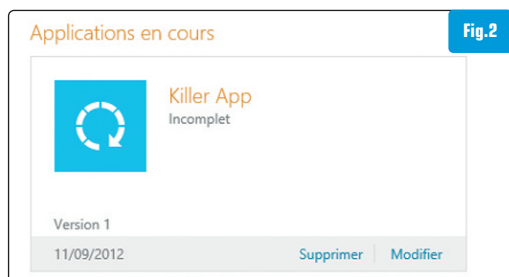 Applications en cours
Fig.2
Killer App
Incomplet
Version 1
11/09/2012
Supprimer
Modifier